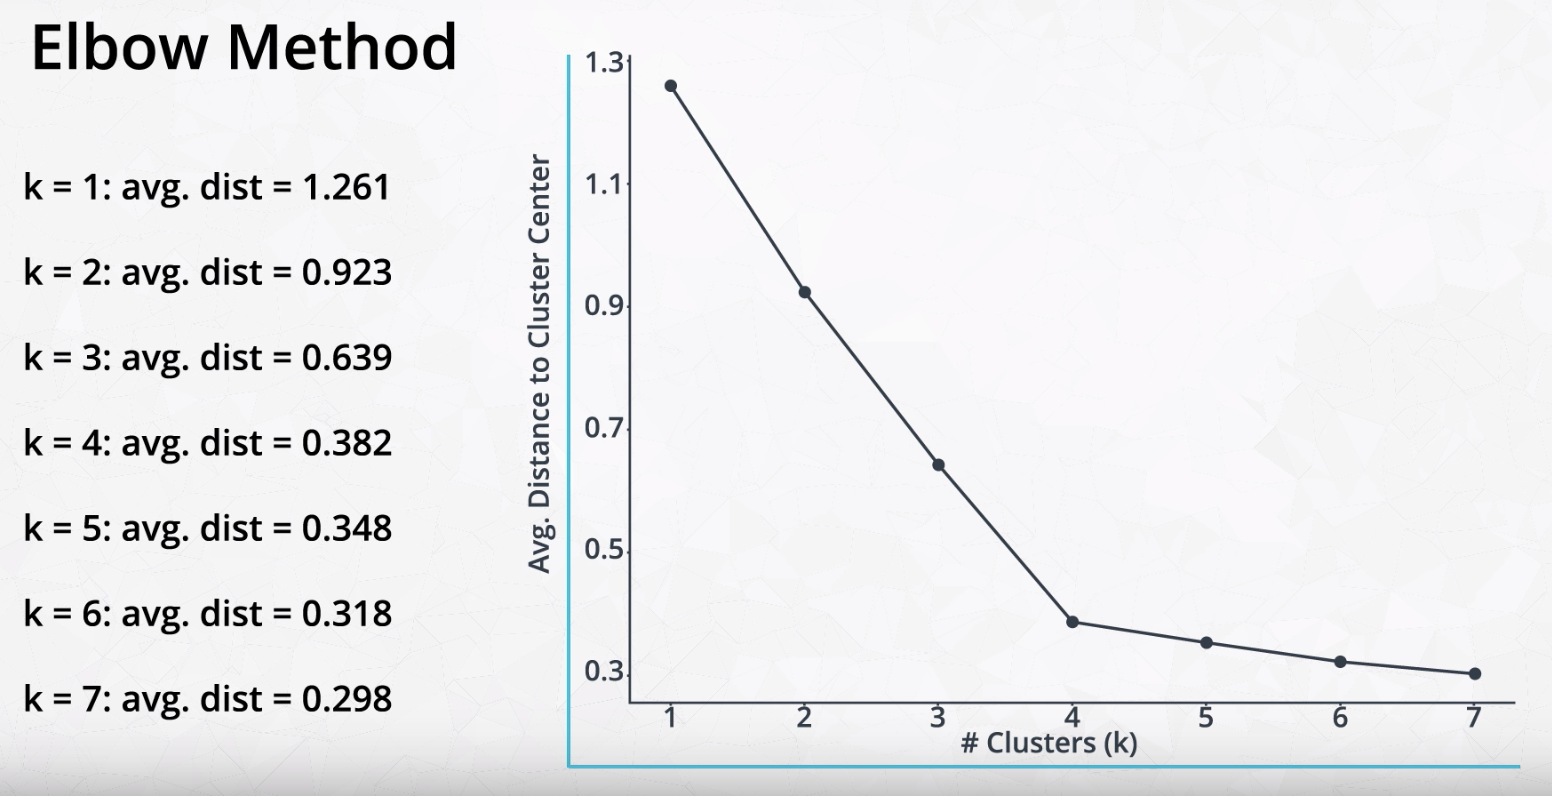 Elbow Method
k = 1: avg. dist = 1.261
k = 2: avg. dist = 0.923
k = 3: avg. dist = 0.639
k = 4: avg. dist = 0.382
k = 5: avg. dist = 0.348
k = 6: avg. dist = 0.318
k = 7: avg. dist = 0.298
Avg. Distance to Cluster Center
1.3
1.1
0.9
0.7
0.5
0.3
1 2 3 4 5 6 7
# Clusters (k)